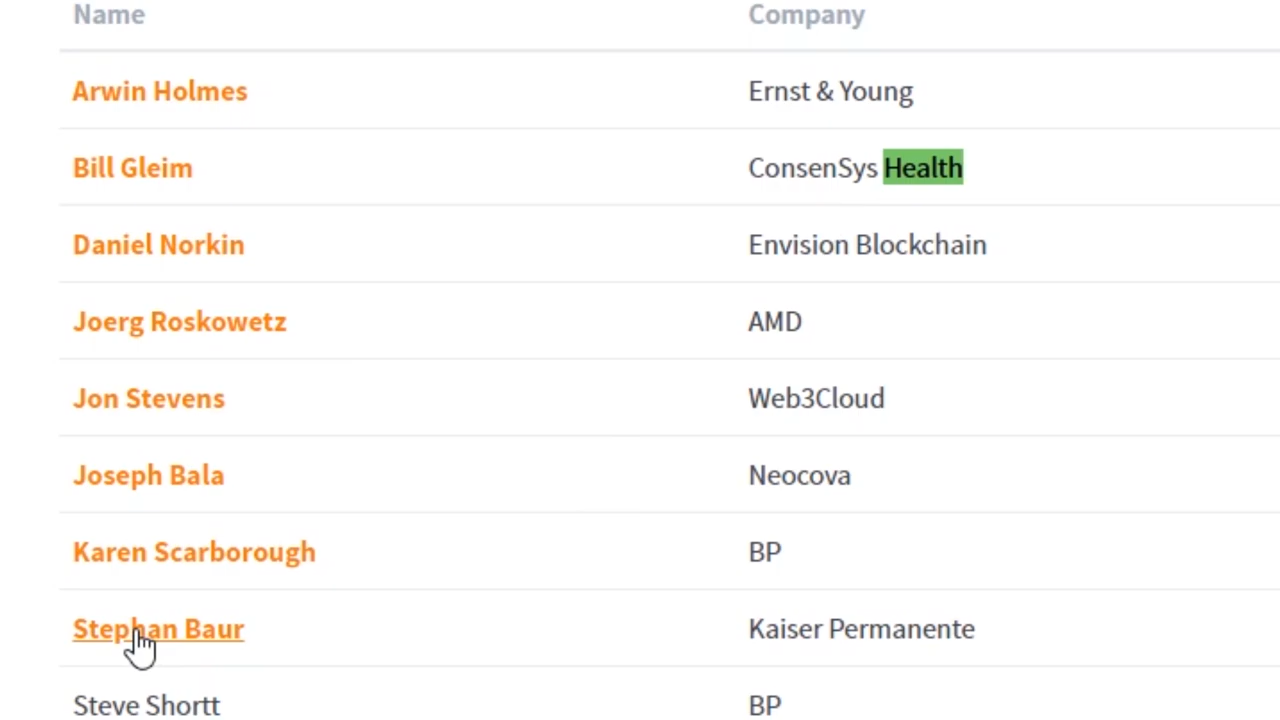 Name Company
Arwin Holmes Ernst & Young
Bill Gleim ConsenSys Health
Daniel Norkin Envision Blockchain
Joerg Roskowetz AMD
Jon Stevens Web3Cloud
Joseph Bala Neocova
Karen Scarborough BP
Stephan Baur Kaiser Permanente
Steve Shortt BP